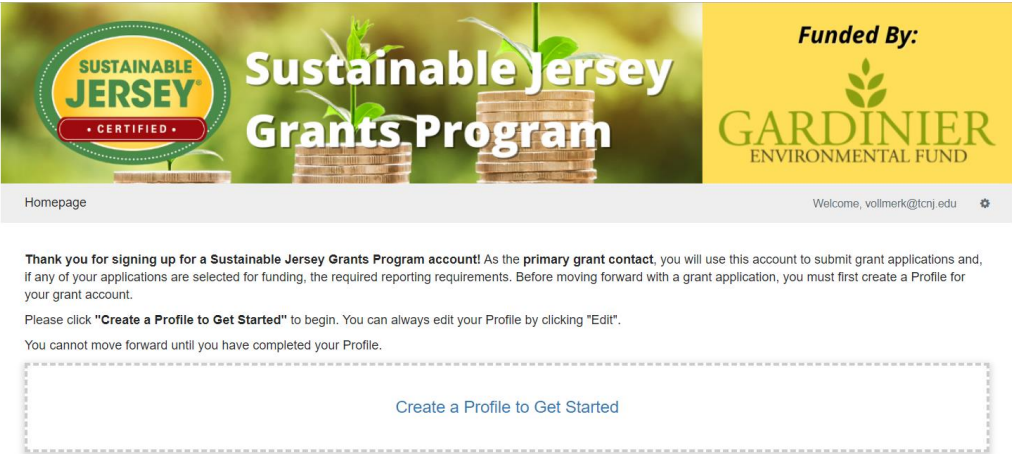 SUSTAINABLE
JERSEY®
• CERTIFIED •
Sustainable Jersey
Grants Program
Funded By:
GARDINIER
ENVIRONMENTAL FUND
Homepage
Welcome, vollmerk@tcnj.edu
Thank you for signing up for a Sustainable Jersey Grants Program account! As the primary grant contact, you will use this account to submit grant applications and,
if any of your applications are selected for funding, the required reporting requirements. Before moving forward with a grant application, you must first create a Profile for
your grant account.
Please click "Create a Profile to Get Started" to begin. You can always edit your Profile by clicking "Edit".
You cannot move forward until you have completed your Profile.
Create a Profile to Get Started